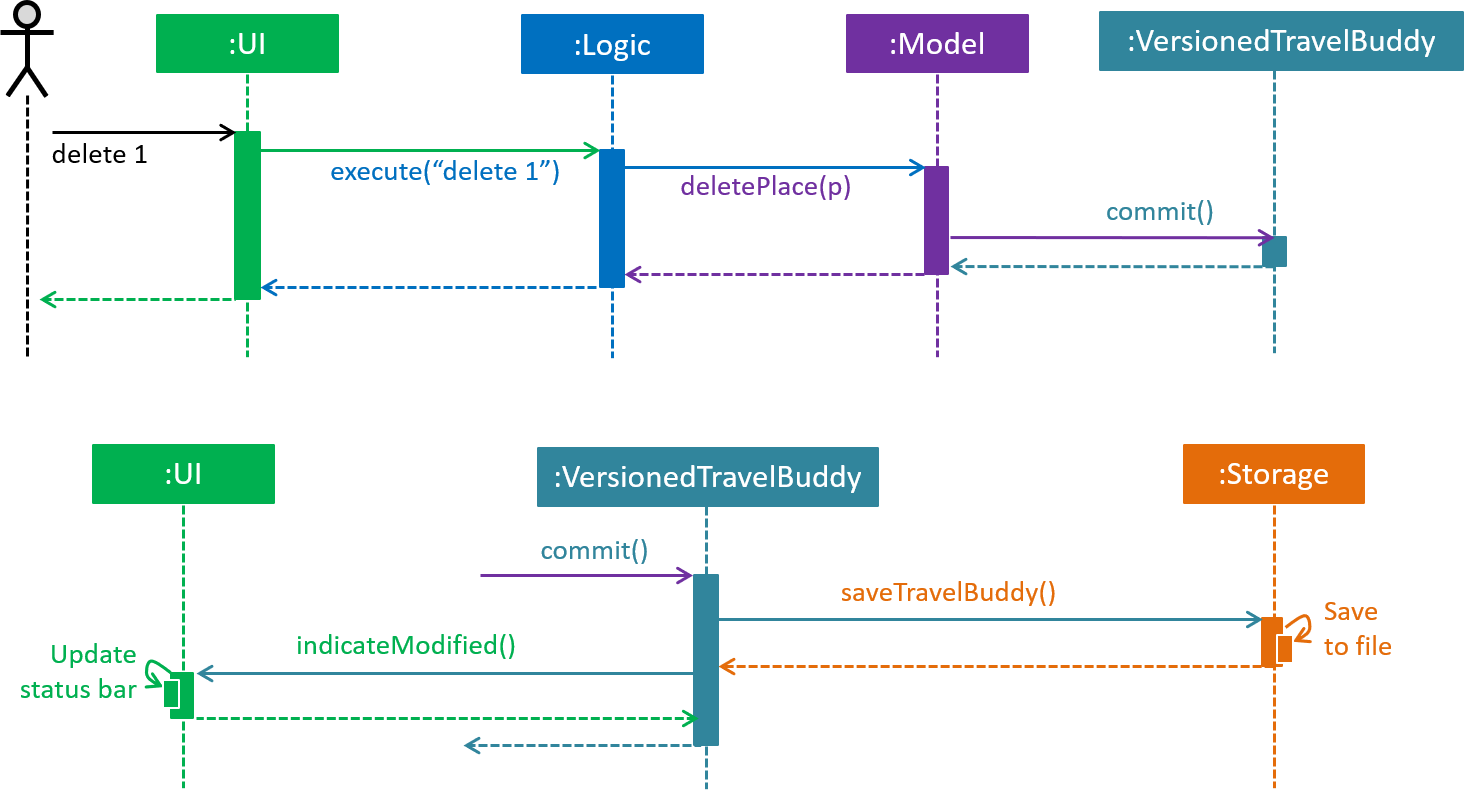 :UI
:Logic
:Model
:VersionedTravelBuddy
delete 1
execute(“delete 1”)
deletePlace(p)
commit()
:UI
:VersionedTravelBuddy
:Storage
commit()
saveTravelBuddy()
Save
to file
indicateModified()
Update
status bar